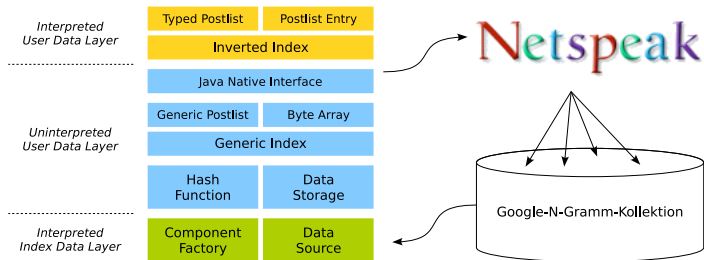 Interpreted
User Data Layer
Typed Postlist
Postlist Entry
Inverted Index
Netspeak
Java Native Interface
Uninterpreted
User Data Layer
Generic Postlist
Byte Array
Generic Index
Hash
Function
Data
Storage
Google-N-Gramm-Kollektion
Interpreted
Index Data Layer
Component
Factory
Data
Source